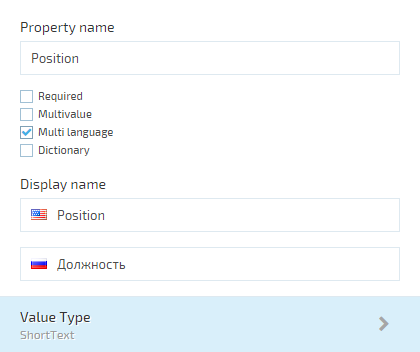 Property name
Position
Required
Multivalue
Multi language
Dictionary
Display name
Position
Должность
Value Type
ShortText